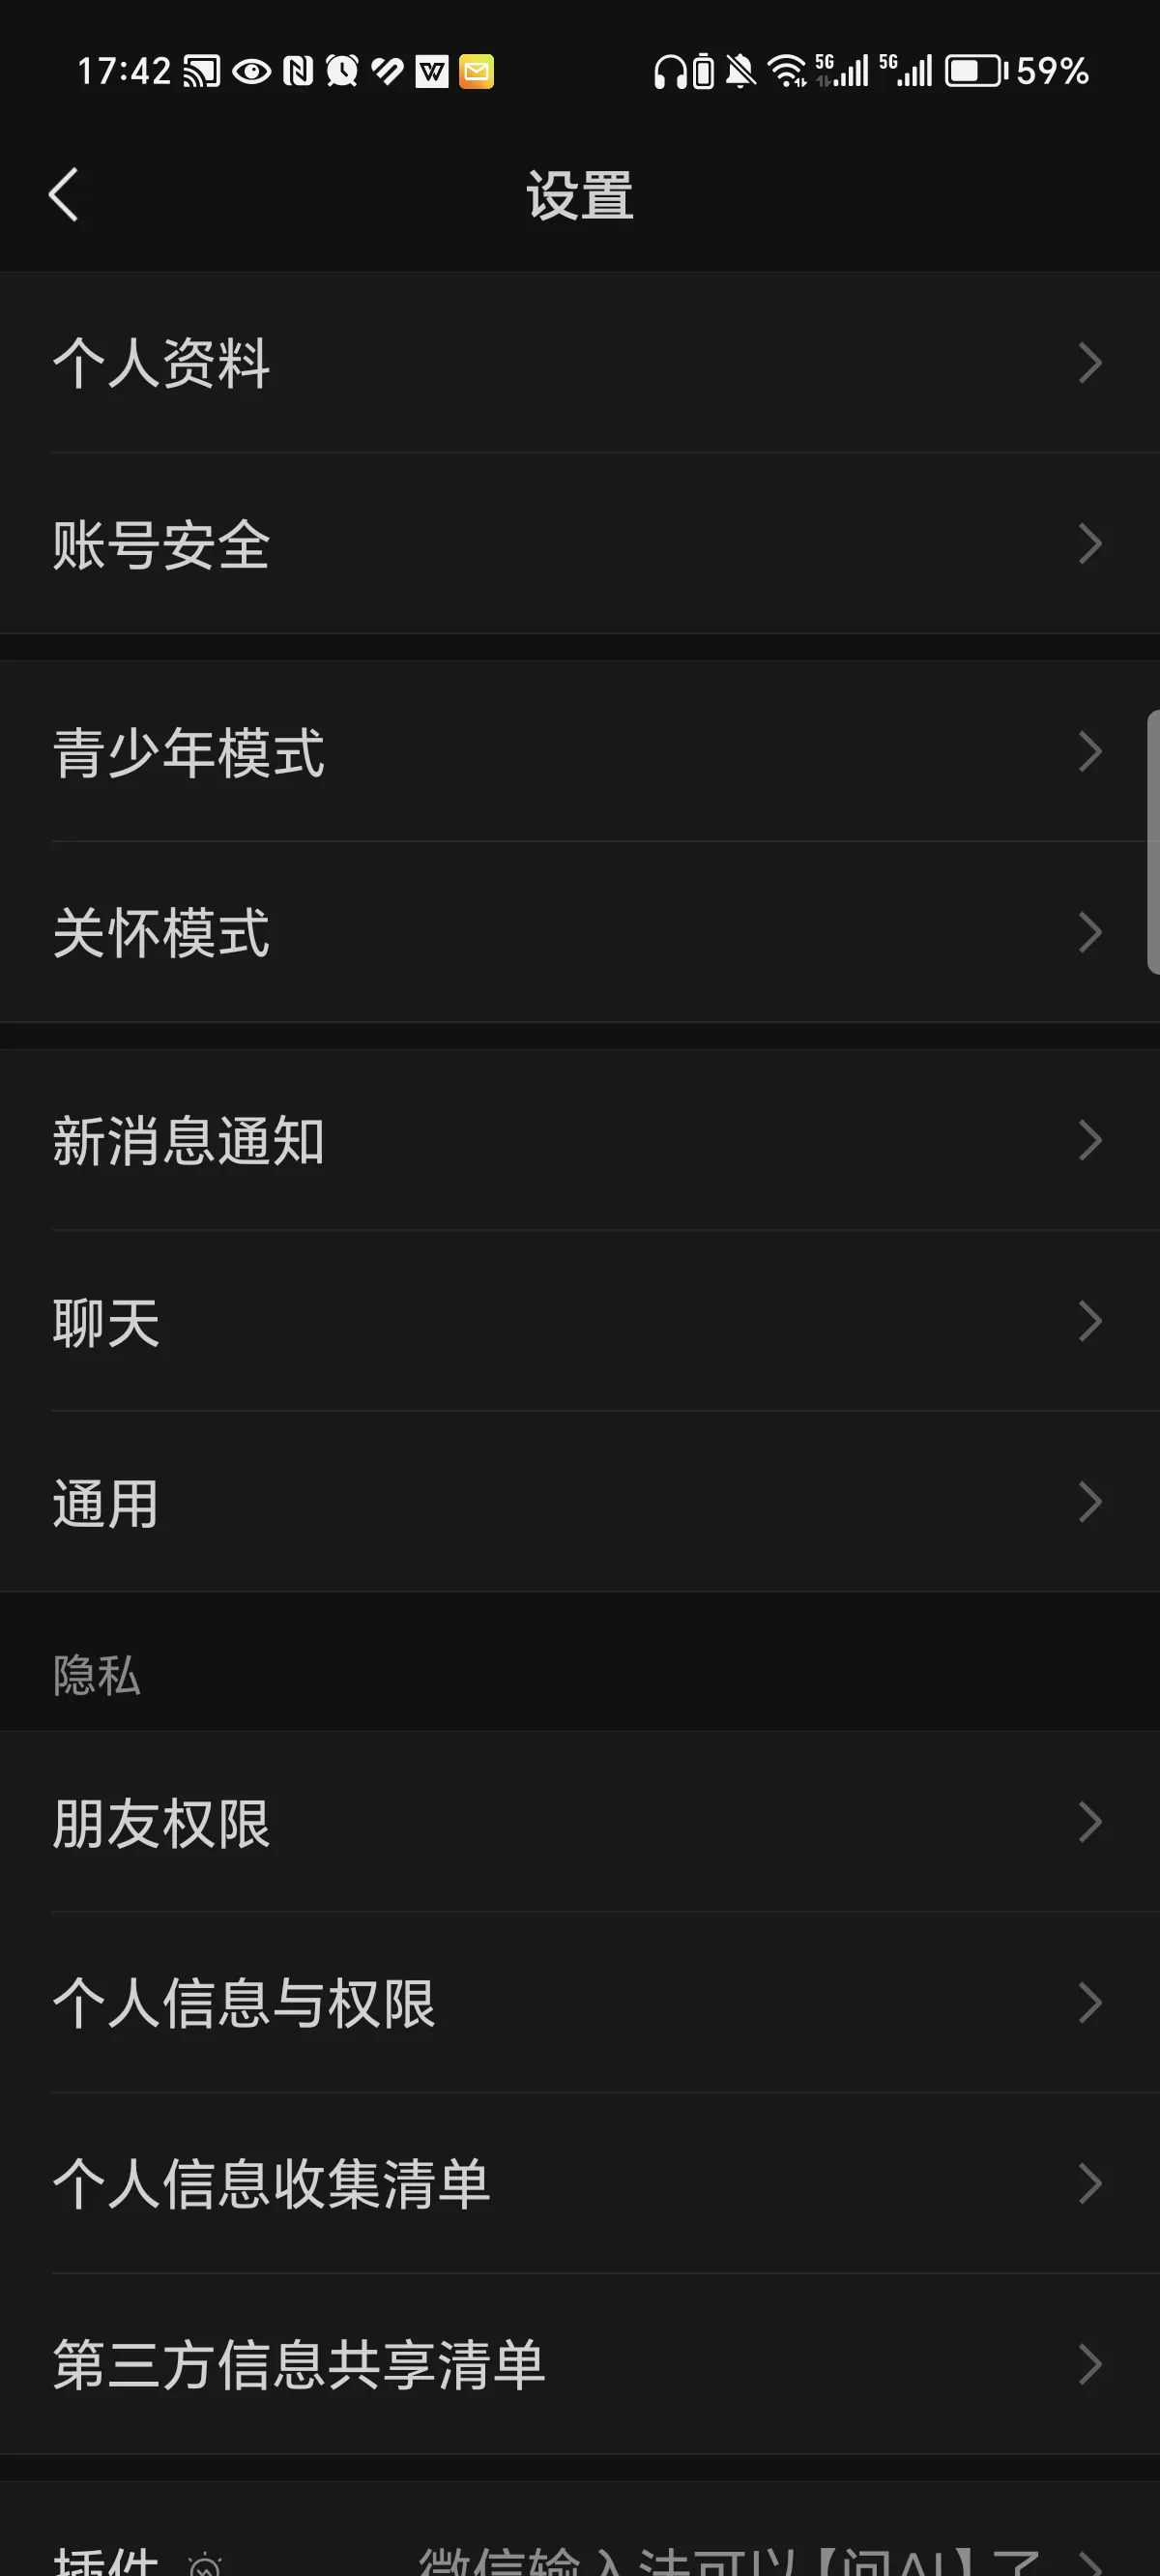 17:42
5G
5G
59%
设置
个人资料
账号安全
青少年模式
关怀模式
新消息通知
聊天
通用
隐私
朋友权限
个人信息与权限
个人信息收集清单
第三方信息共享清单
插件 微信输入法可以【问AI】了